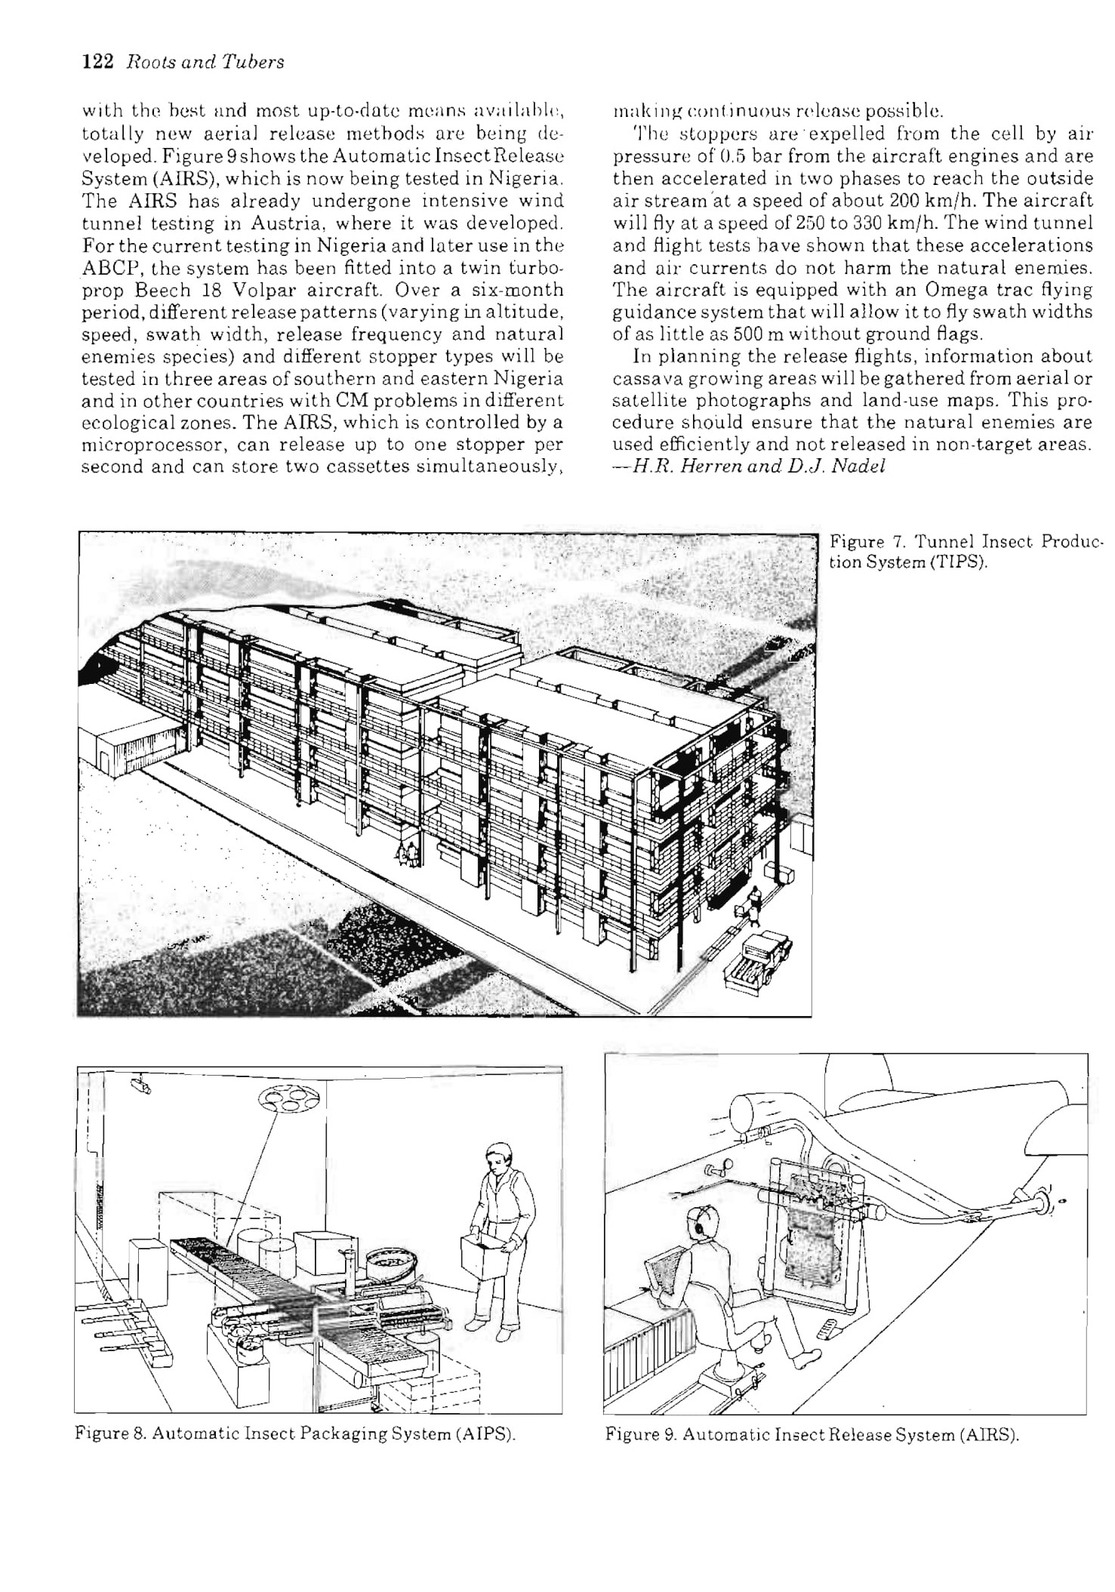 122 Roots and Tubers
with the best and most up-to-date means available,
totally new aerial release methods are being de-
veloped. Figure 9 shows the Automatic Insect Release
System (AIRS), which is now being tested in Nigeria.
The AIRS has already undergone intensive wind
tunnel testing in Austria, where it was developed.
For the current testing in Nigeria and later use in the
ABCP, the system has been fitted into a twin turbo-
prop Beech 18 Volpar aircraft. Over a six-month
period, different release patterns (varying in altitude,
speed, swath width, release frequency and natural
enemies species) and different stopper types will be
tested in three areas of southern and eastern Nigeria
and in other countries with CM problems in different
ecological zones. The AIRS, which is controlled by a
microprocessor, can release up to one stopper per
second and can store two cassettes simultaneously,
making continuous release possible.
The stoppers are expelled from the cell by air
pressure of 0.5 bar from the aircraft engines and are
then accelerated in two phases to reach the outside
air stream at a speed of about 200 km/h. The aircraft
will fly at a speed of 250 to 330 km/h. The wind tunnel
and flight tests have shown that these accelerations
and air currents do not harm the natural enemies.
The aircraft is equipped with an Omega trac flying
guidance system that will allow it to fly swath widths
of as little as 500 m without ground flags.
In planning the release flights, information about
cassava growing areas will be gathered from aerial or
satellite photographs and land-use maps. This pro-
cedure should ensure that the natural enemies are
used efficiently and not released in non-target areas.
—H.R. Herren and D.J. Nadel
Figure 7. Tunnel Insect Produc-
tion System (TIPS).
Figure 8. Automatic Insect Packaging System (AIPS).
Figure 9. Automatic Insect Release System (AIRS).